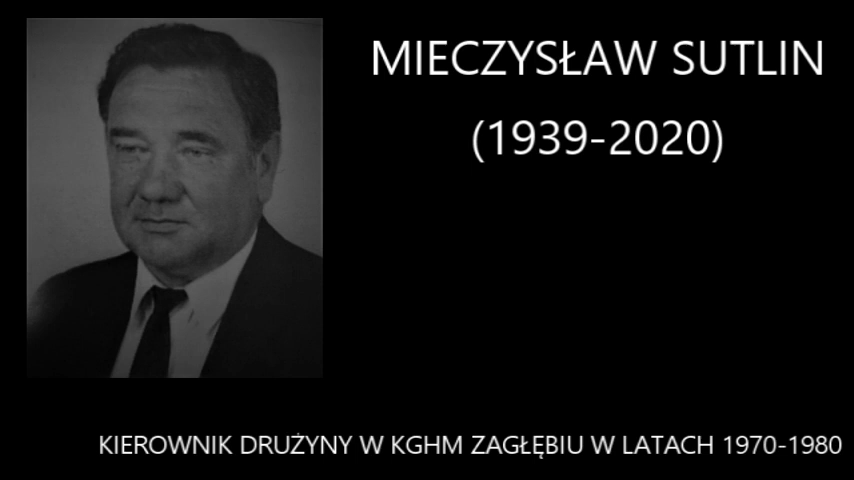 MIECZYSŁAW SUTLIN
(1939-2020)
KIEROWNIK DRUŻYNY W KGHM ZAGŁĘBIU W LATACH 1970-1980